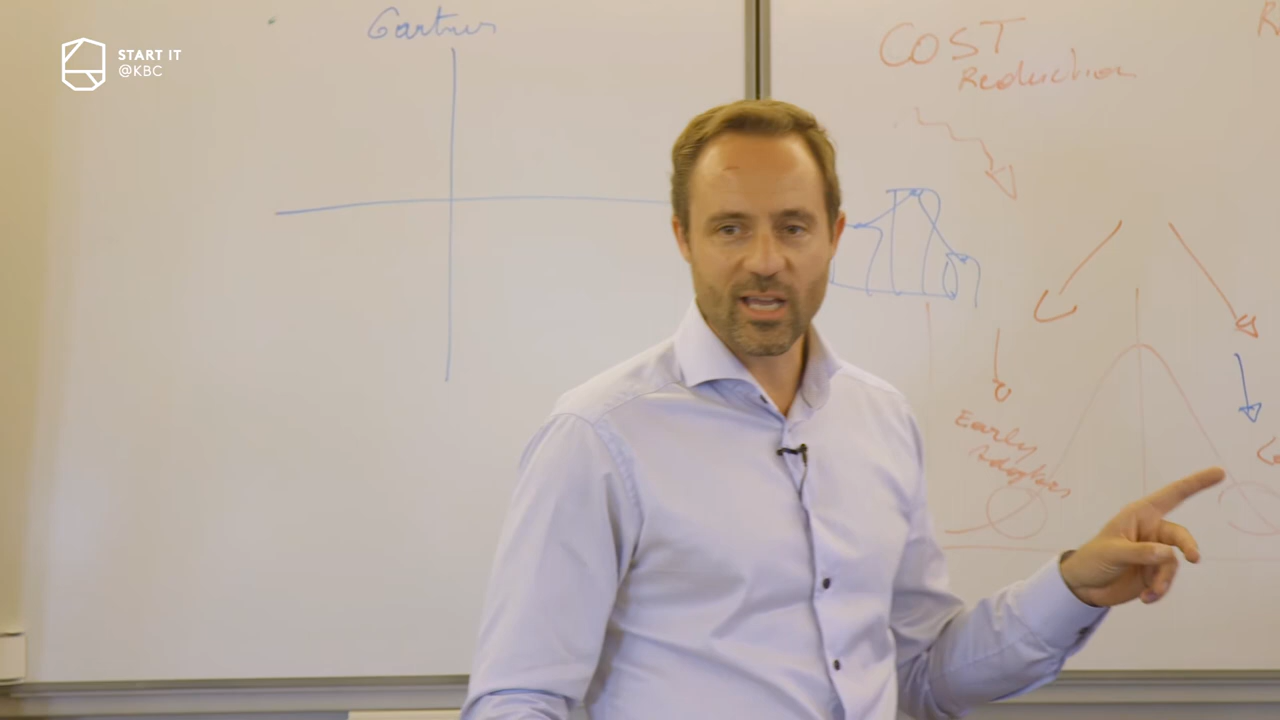 START IT
@KBC
Gartner
COST
Reduction
Early
Adopters